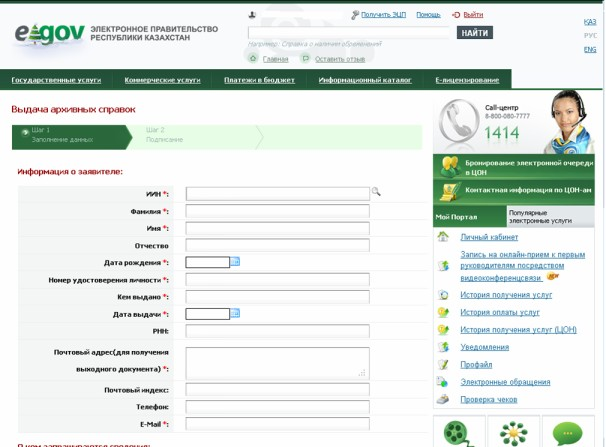 Получить ЭЦП Помощь Выйти
ҚАЗ
РУС
ENG
egov ЭЛЕКТРОННОЕ ПРАВИТЕЛЬСТВО
РЕСПУБЛИКИ КАЗАХСТАН
НАЙТИ
Например: Справка о наличии обременения?
Главная Оставить отзыв
Государственные услуги Коммерческие услуги Платежи в бюджет Информационный каталог Е-лицензирование
Выдача архивных справок
Шаг 1
Заполнение данных
Шаг 2
Подписание
Информация о заявителе:
ИИН *:
Фамилия *:
Имя *:
Отчество
Дата рождения *:
Номер удостоверения личности *:
Кем выдано *:
Дата выдачи *:
РНН:
Почтовый адрес(для получения
выходного документа) *:
Почтовый индекс:
Телефон:
E-Mail *:
О ком запрашиваются сведения:
Call-центр
8-800-080-7777
1414
Бронирование электронной очереди
в ЦОН
Контактная информация по ЦОН-ам
Мой Портал
Популярные
электронные услуги
Личный кабинет
Запись на онлайн-прием к первым
руководителям посредством
видеоконференцсвязи.
История получения услуг
История оплаты услуг
История получения услуг (ЦОН)
Уведомления
Профайл
Электронные обращения
Проверка чеков